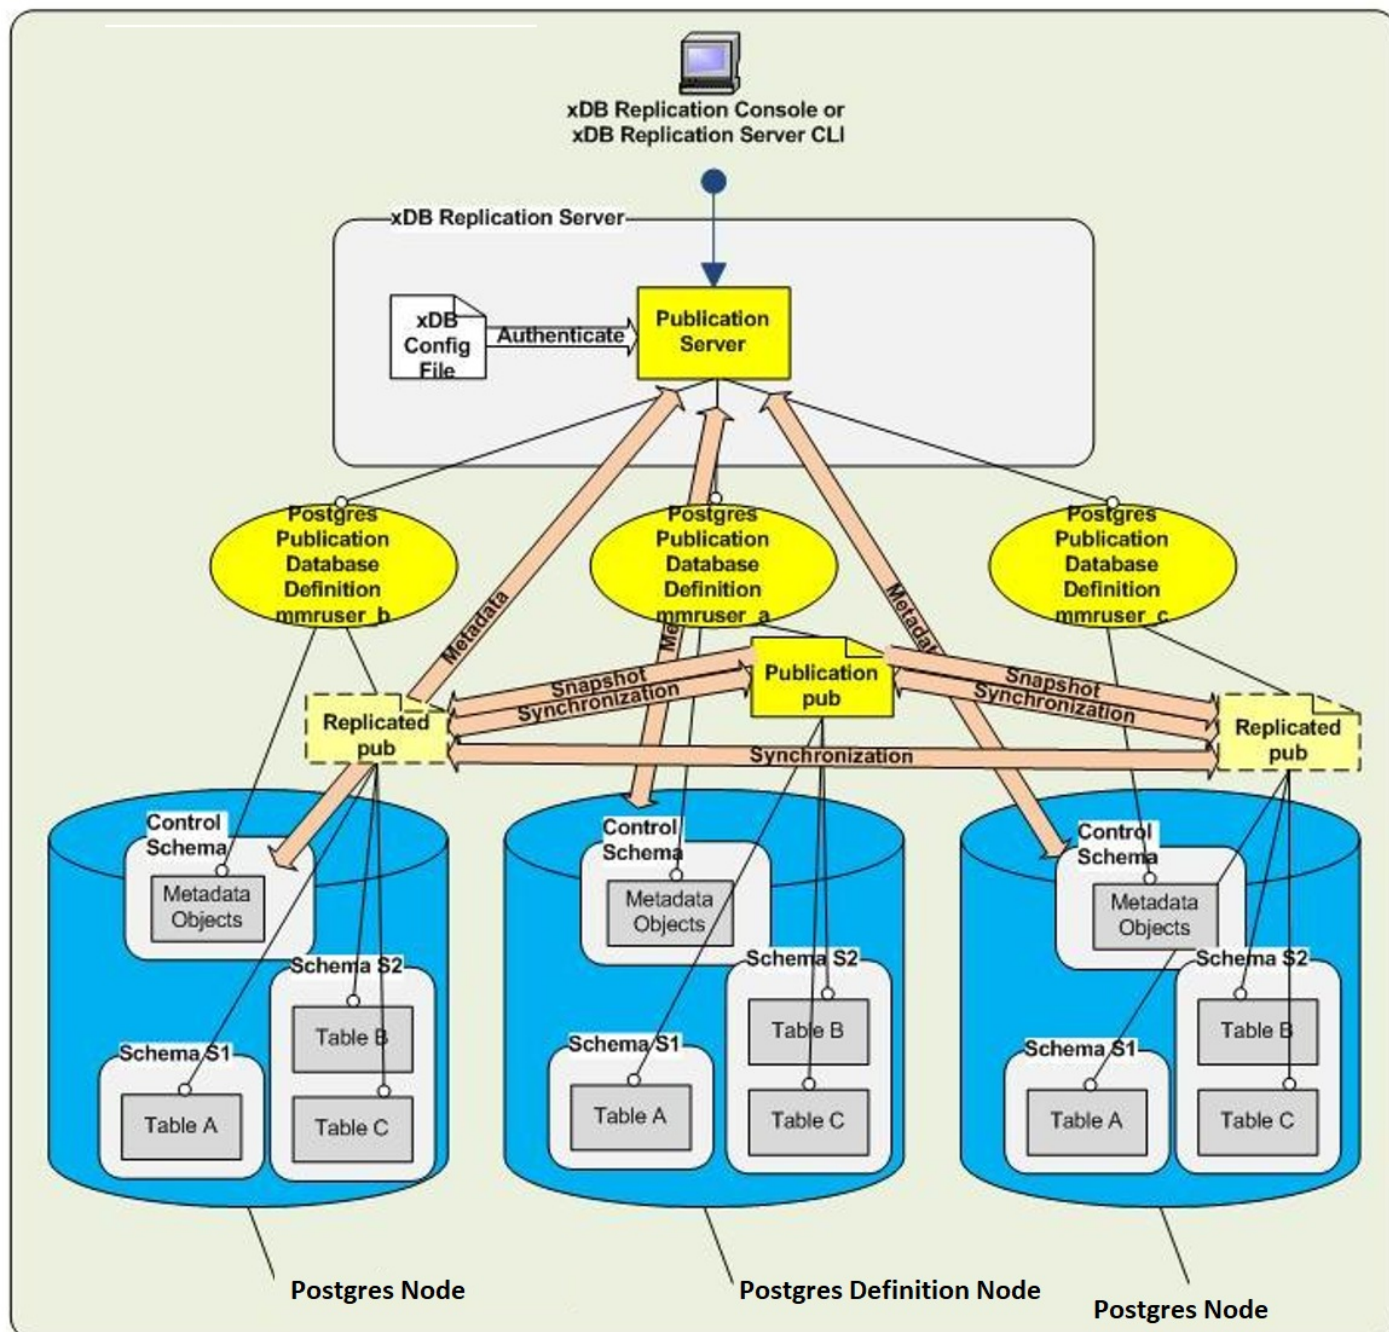 xDB Replication Console or
xDB Replication Server CLI
xDB Replication Server
xDB
Config
File
Authenticate
Publication
Server
Postgres
Publication
Database
Definition
mmruser_b
Postgres
Publication
Database
Definition
mmruser_a
Postgres
Publication
Database
Definition
mmruser_c
Metadata
Me
Metadat
Replicated
pub
Snapshot
Synchronization
Publication
pub
Snapshot
Synchronization
Replicated
pub
Synchronization
Control
Schema
Metadata
Objects
Schema S2
Table B
Schema S1
Table A
Table C
Control
Schema
Metadata
Objects
Schema S2
Table B
Schema S1
Table A
Table C
Control
Schema
Metadata
Objects
Schema S2
Table B
Schema S1
Table A
Table C
Postgres Node
Postgres Definition Node
Postgres Node